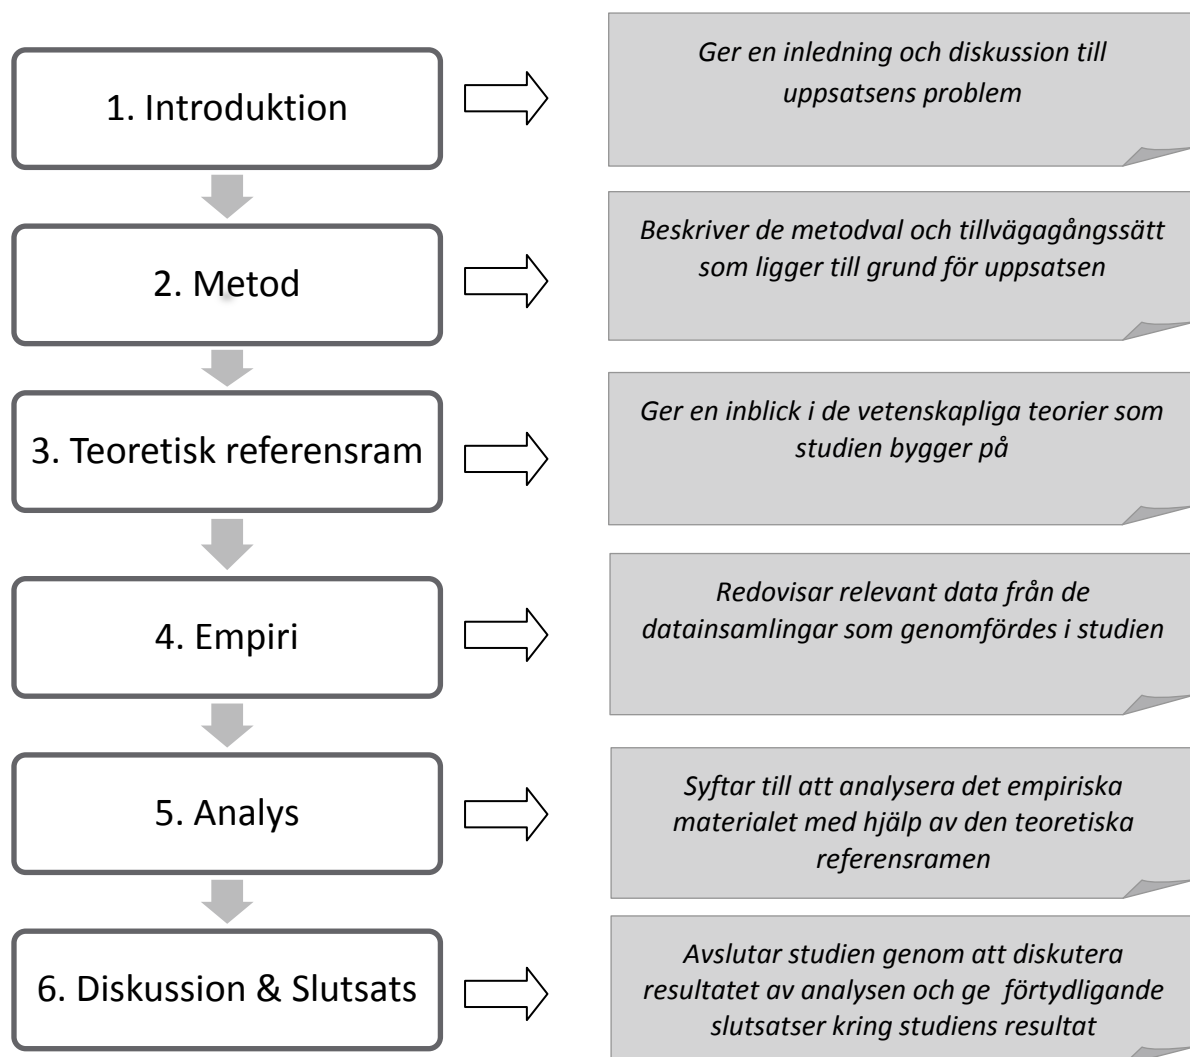 1. Introduktion
Ger en inledning och diskussion till
uppsatsens problem
2. Metod
Beskriver de metodval och tillvägagångssätt
som ligger till grund för uppsatsen
3. Teoretisk referensram
Ger en inblick i de vetenskapliga teorier som
studien bygger på
4. Empiri
Redovisar relevant data från de
datainsamlingar som genomfördes i studien
5. Analys
Syftar till att analysera det empiriska
materialet med hjälp av den teoretiska
referensramen
6. Diskussion & Slutsats
Avslutar studien genom att diskutera
resultatet av analysen och ge förtydligande
slutsatser kring studiens resultat